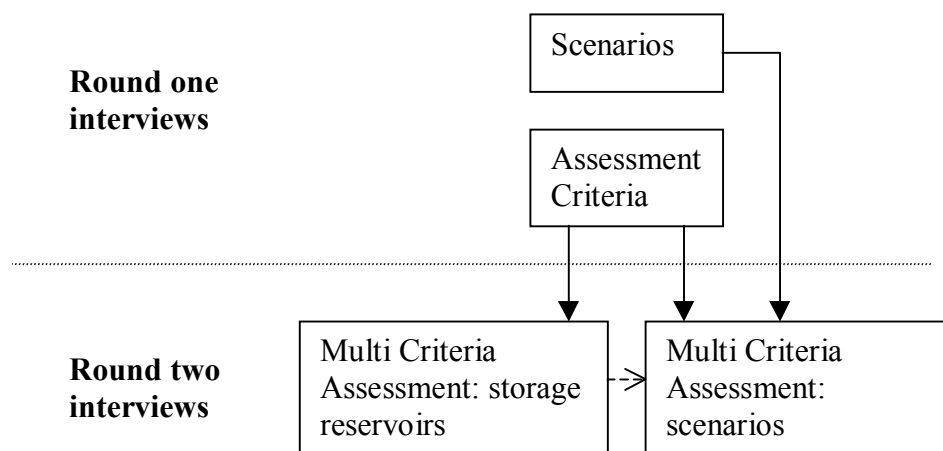 Scenarios
Round one
interviews
Assessment
Criteria
Round two
interviews
Multi Criteria
Assessment: storage
reservoirs
Multi Criteria
Assessment:
scenarios